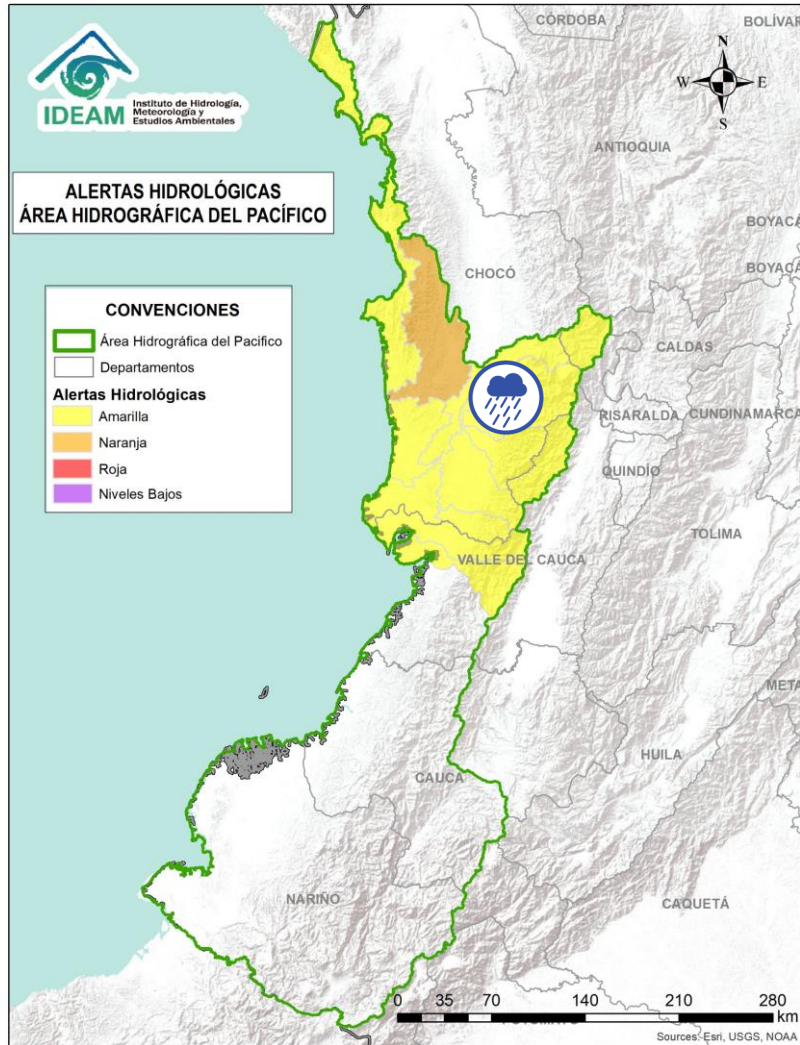 CÓRDOBA
BOLÍVAR
N
W
E
S
IDEAM
Instituto de Hidrología,
Meteorología y
Estudios Ambientales
ANTIOQUIA
ALERTAS HIDROLÓGICAS
ÁREA HIDROGRÁFICA DEL PACÍFICO
BOYACÁ
BOYACÁ
CHOCÓ
CONVENCIONES
Área Hidrográfica del Pacifico
Departamentos
Alertas Hidrológicas
Amarilla
Naranja
Roja
Niveles Bajos
CALDAS
RISARALDA
CUNDINAMARCA
QUINDÍO
TOLIMA
VALLE DEL CAUCA
META
HUILA
CAUCA
NARIÑO
CAQUETÁ
0 35 70 140 210 280
km
Sources: Esri, USGS, NOAA